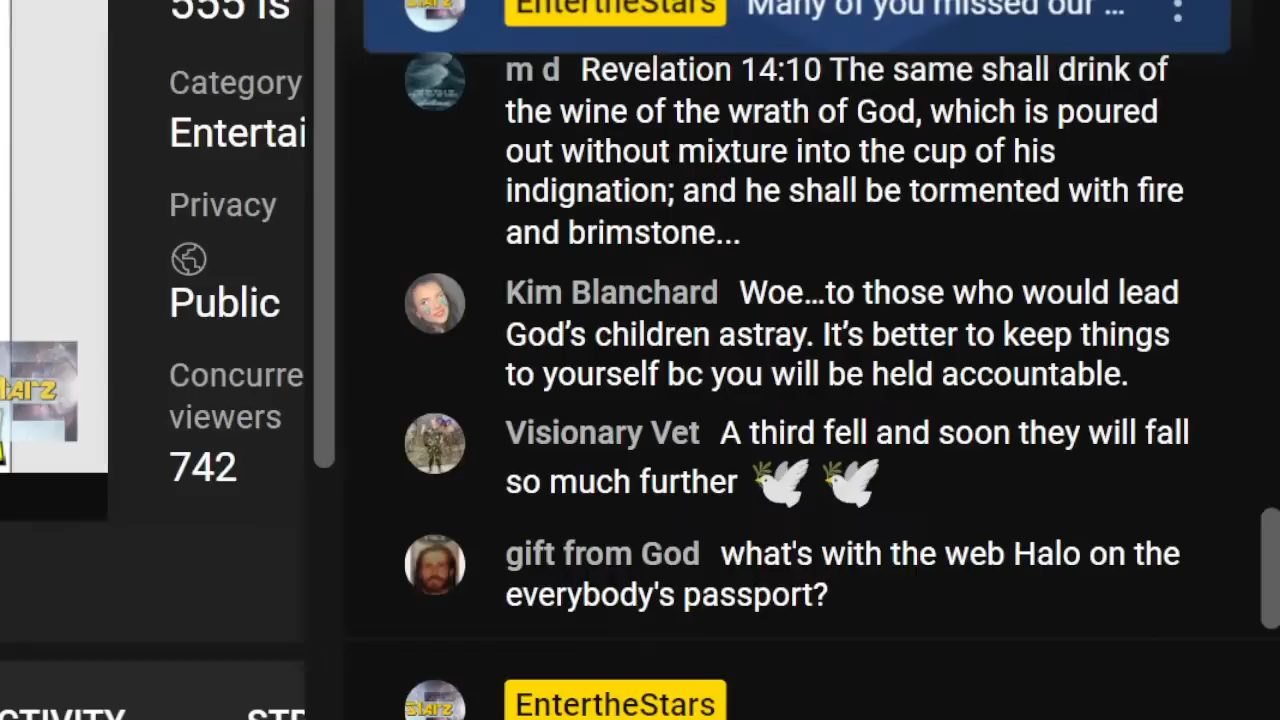 555 is
Category
Entertai
Privacy
Public
Concurre
viewers
742
CTIVITY
EntertheStars Many of you missed our ...
m d Revelation 14:10 The same shall drink of
the wine of the wrath of God, which is poured
out without mixture into the cup of his
indignation; and he shall be tormented with fire
and brimstone...
Kim Blanchard Woe…to those who would lead
God’s children astray. It’s better to keep things
to yourself bc you will be held accountable.
Visionary Vet A third fell and soon they will fall
so much further 🕊️ 🕊️
gift from God what's with the web Halo on the
everybody's passport?
EntertheStars